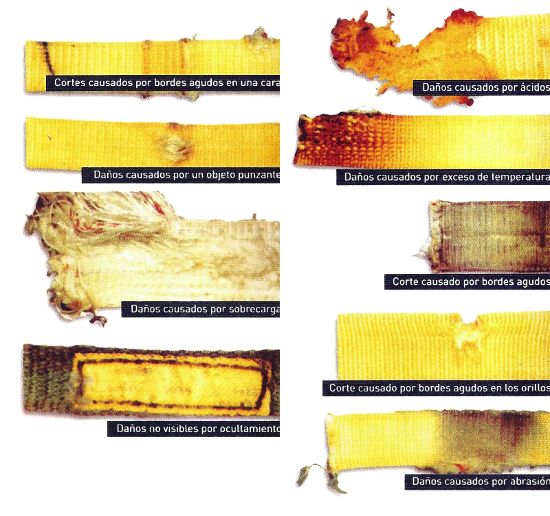 Cortes causados por bordes agudos en una cara
Daños causados por un objeto punzante
Daños causados por sobrecarga
Daños no visibles por ocultamiento
Daños causados por ácidos
Daños causados por exceso de temperatura
Corte causado por bordes agudos
Corte causado por bordes agudos en los orillos
Daños causados por abrasión